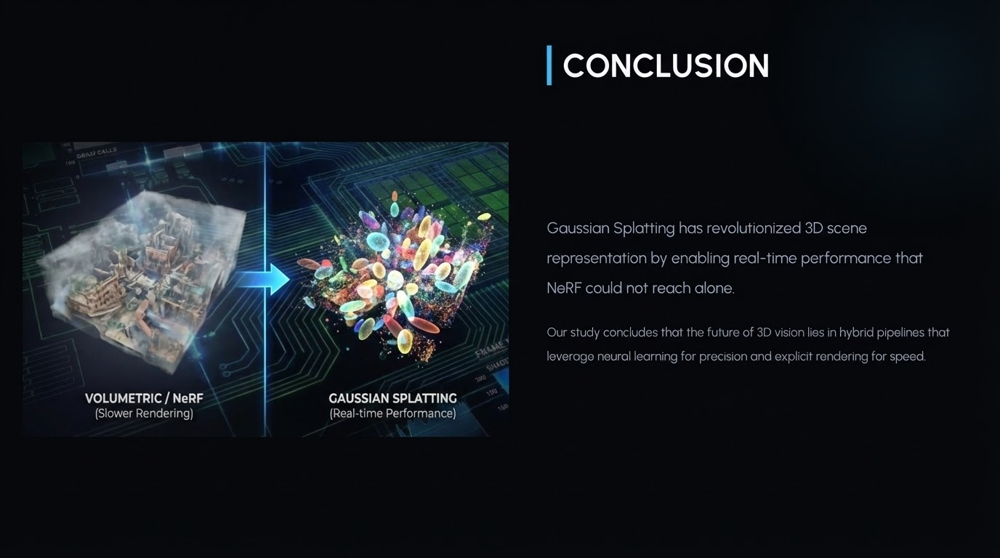 CONCLUSION
VOLUMETRIC / NeRF
(Slower Rendering)
GAUSSIAN SPLATTING
(Real-time Performance)
Gaussian Splatting has revolutionized 3D scene
representation by enabling real-time performance that
NeRF could not reach alone.
Our study concludes that the future of 3D vision lies in hybrid pipelines that
leverage neural learning for precision and explicit rendering for speed.